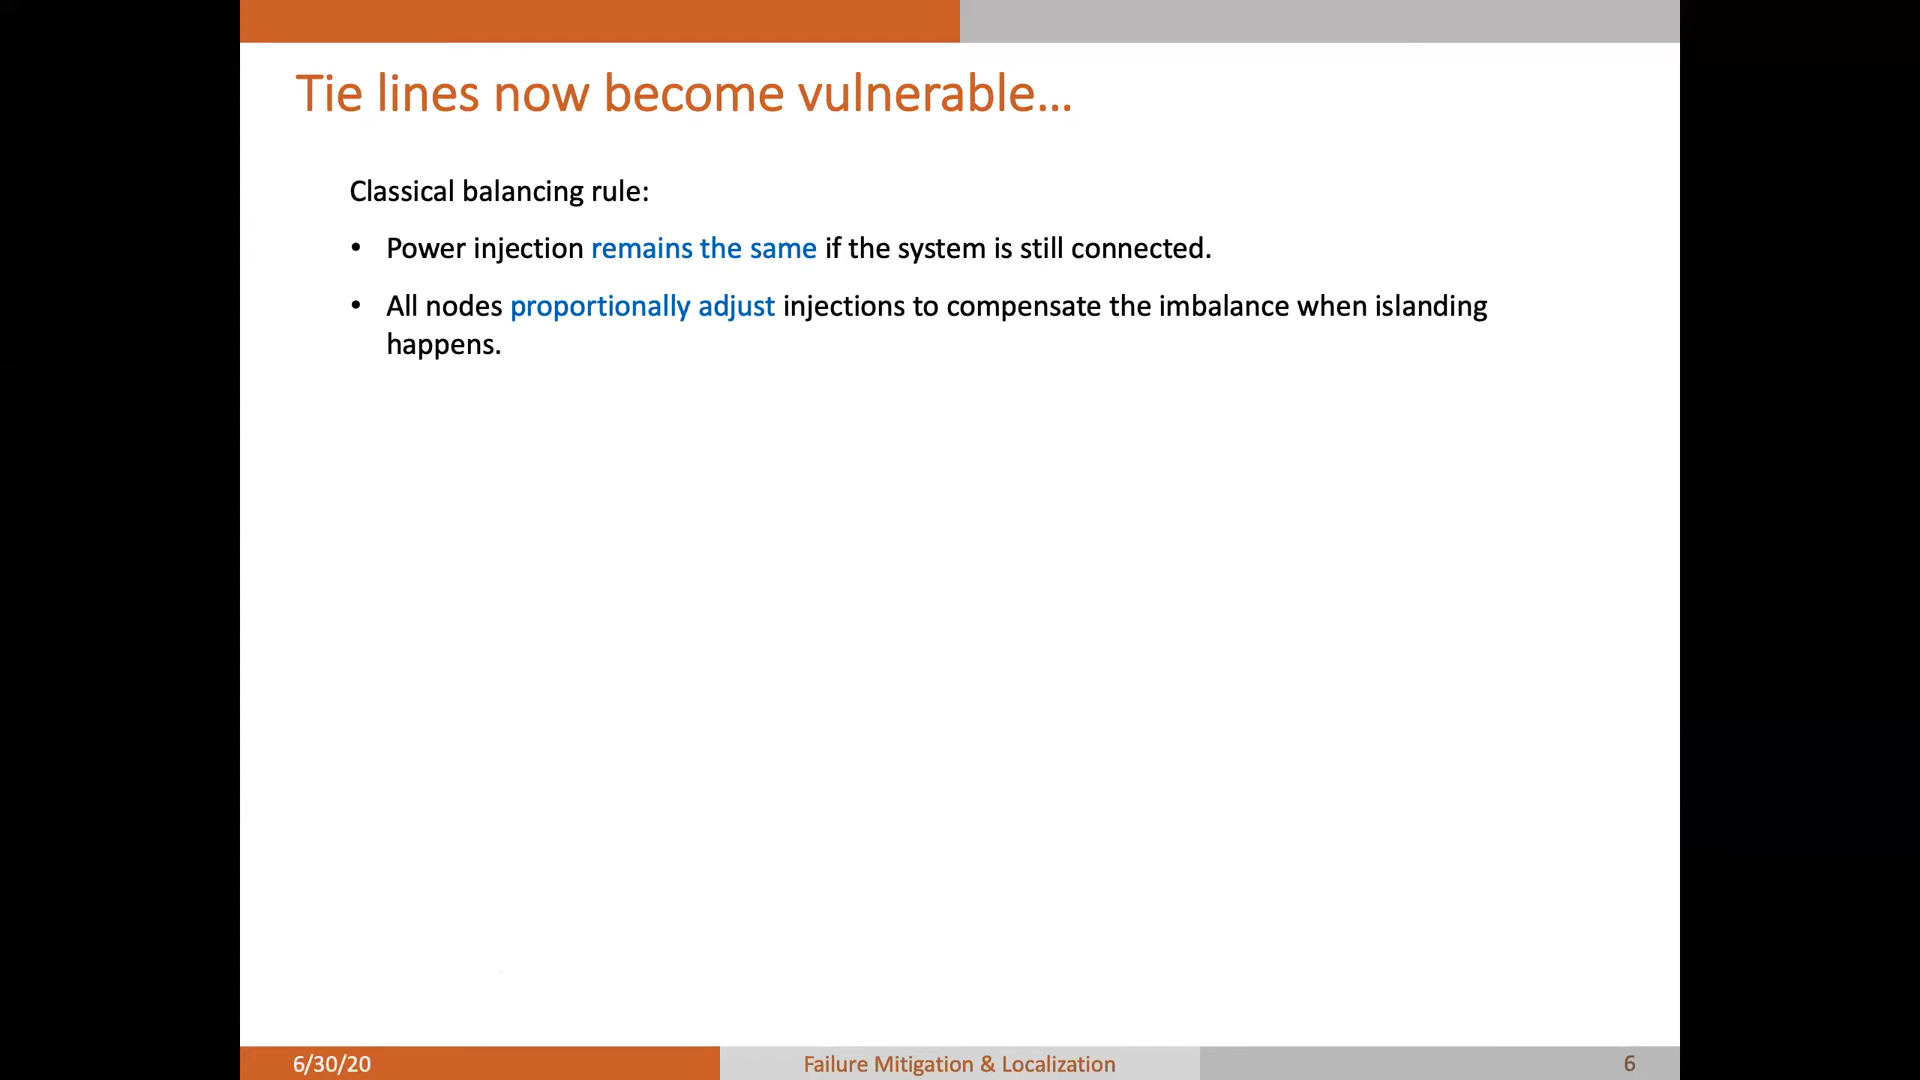 Tie lines now become vulnerable…
Classical balancing rule:
• Power injection remains the same if the system is still connected.
• All nodes proportionally adjust injections to compensate the imbalance when islanding
happens.
6/30/20
Failure Mitigation & Localization
6